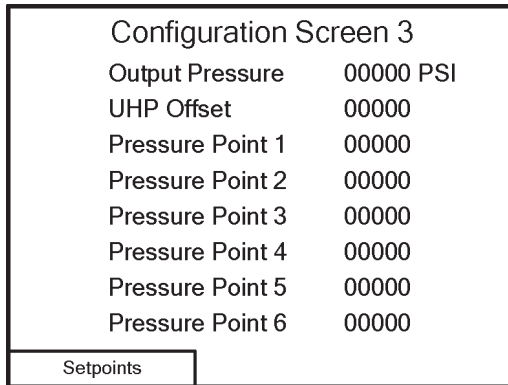 Configuration Screen 3
Output Pressure 00000 PSI
UHP Offset 00000
Pressure Point 1 00000
Pressure Point 2 00000
Pressure Point 3 00000
Pressure Point 4 00000
Pressure Point 5 00000
Pressure Point 6 00000
Setpoints